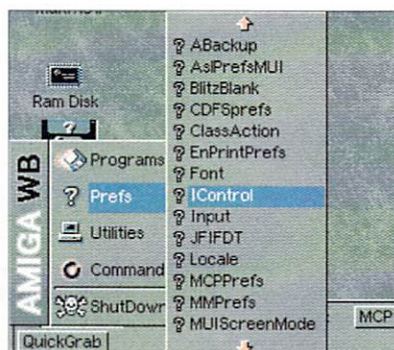 Ram Disk
AMIGA WB
Programs
Prefs
Utilities
Command
ShutDown
QuickGrab
ABackup
AslPrefsMUI
BlitzBlank
CDFSprefs
ClassAction
EnPrintPrefs
Font
IControl
Input
JFIFDT
Locale
MCPPrefs
MMPrefs
MUIScreenMode
MCP